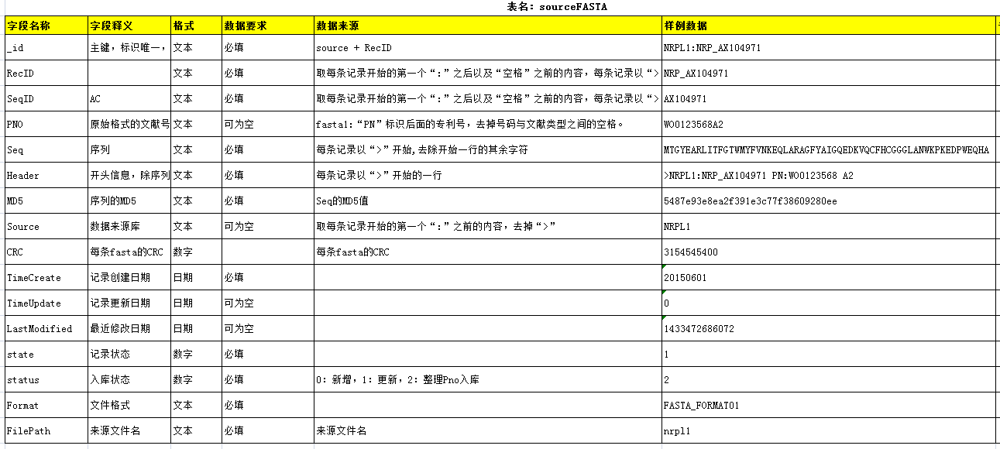 表名：sourceFASTA
字段名称 字段释义 格式 数据要求 数据来源 样例数据
_id 主键，标识唯一， 文本 必填 source + RecID NRPL1:NRP_AX104971
RecID 文本 必填 取每条记录开始的第一个“:”之后以及“空格”之前的内容，每条记录以“> NRP_AX104971
SeqID AC 文本 必填 取每条记录开始的第一个“:”之后以及“空格”之前的内容，每条记录以“> AX104971
PNO 原始格式的文献号 文本 可为空 fasta1:“PN”标识后面的专利号，去掉号码与文献类型之间的空格。 WO0123568A2
Seq 序列 文本 必填 每条记录以“>”开始,去除开始一行的其余字符 MTGYEARLITFGTWMYFVNKEQLARAGFYAIGQEDKVQCFHCGGGLANWKPKEDPWEQHA
Header 开头信息，除序列 文本 必填 每条记录以“>”开始的一行 >NRPL1:NRP_AX104971 PN:WO0123568 A2
MD5 序列的MD5 文本 必填 Seq的MD5值 5487e93e8ea2f391e3c77f38609280ee
Source 数据来源库 文本 可为空 取每条记录开始的第一个“:”之前的内容，去掉“>” NRPL1
CRC 每条fasta的CRC 数字 每条fasta的CRC 3154545400
TimeCreate 记录创建日期 日期 必填 20150601
TimeUpdate 记录更新日期 日期 可为空 0
LastModified 最近修改日期 日期 可为空 1433472686072
state 记录状态 数字 必填 1
status 入库状态 数字 必填 0：新增，1：更新，2：整理Pno入库 2
Format 文件格式 文本 必填 FASTA_FORMAT01
FilePath 来源文件名 文本 必填 来源文件名 nrpl1